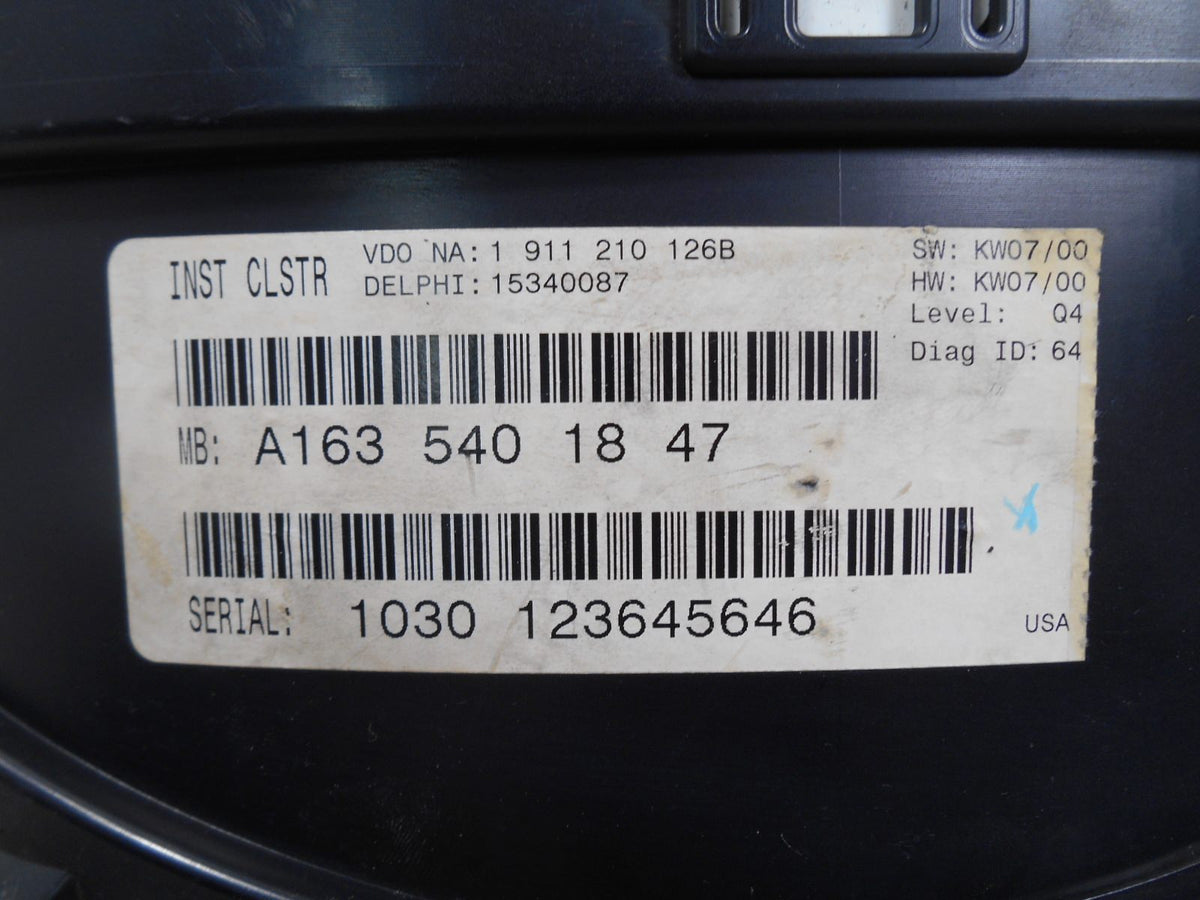 INST CLSTR
VDO NA: 1 911 210 126B
DELPHI: 15340087
SW: KW07/00
HW: KW07/00
Level: Q4
Diag ID: 64
MB: A163 540 18 47
SERIAL: 1030 123645646
USA